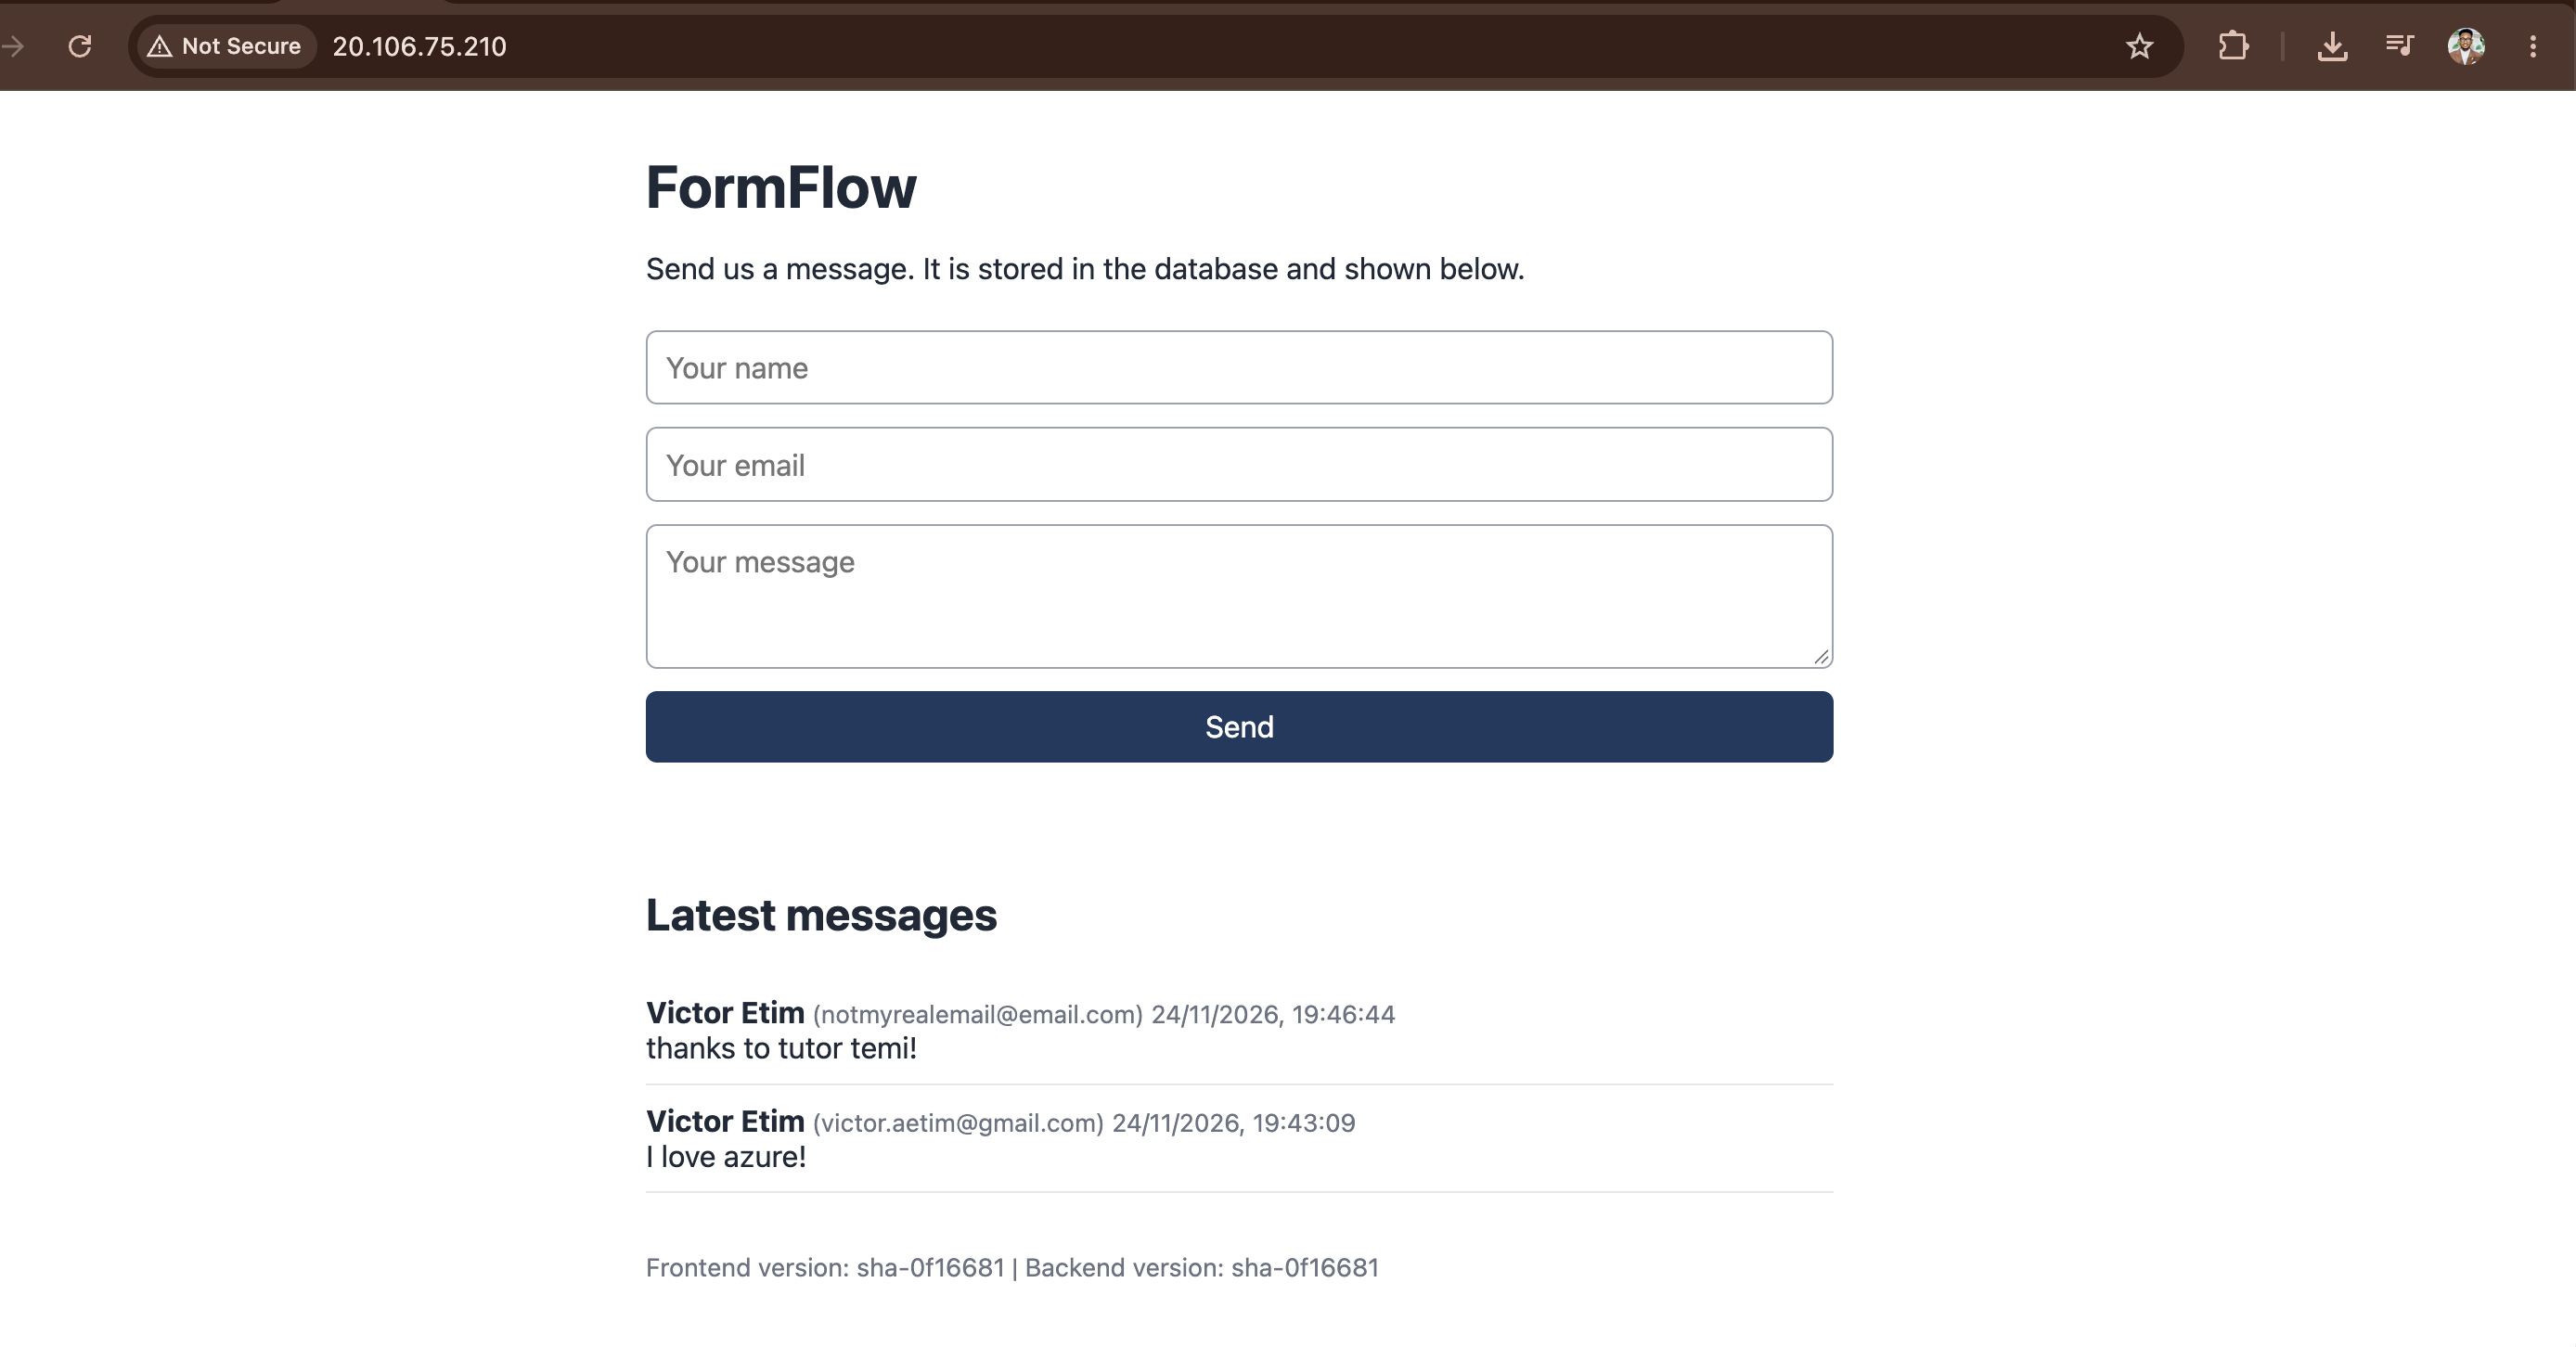 Not Secure 20.106.75.210
FormFlow
Send us a message. It is stored in the database and shown below.
Your name
Your email
Your message
Send
Latest messages
Victor Etim (notmyrealemail@email.com) 24/11/2026, 19:46:44
thanks to tutor temi!
Victor Etim (victor.aetim@gmail.com) 24/11/2026, 19:43:09
I love azure!
Frontend version: sha-0f16681 | Backend version: sha-0f16681